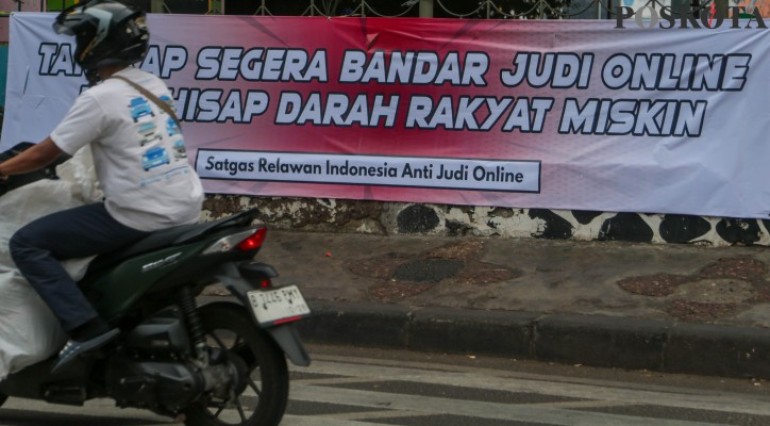 POSKOTA
SEGERA BANDAR JUDI ONLINE
DARAH RAKYAT MISKIN
Satgas Relawan Indonesia Anti Judi Online